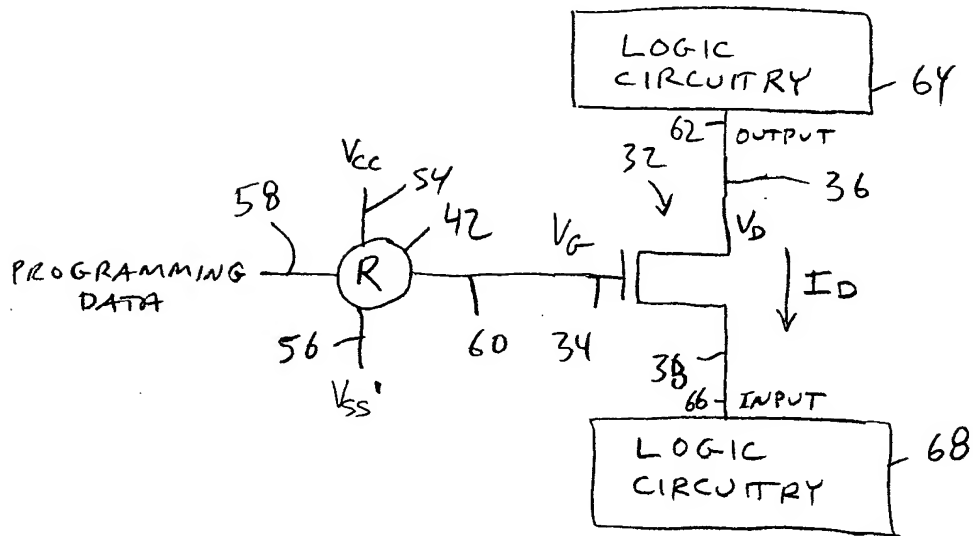 LOGIC
CIRCUITRY
64
62
OUTPUT
32
36
VCC
54
58
42
VG
VD
PROGRAMMING
DATA
R
ID
56
60
34
38
VSS'
66
INPUT
LOGIC
CIRCUITRY
68